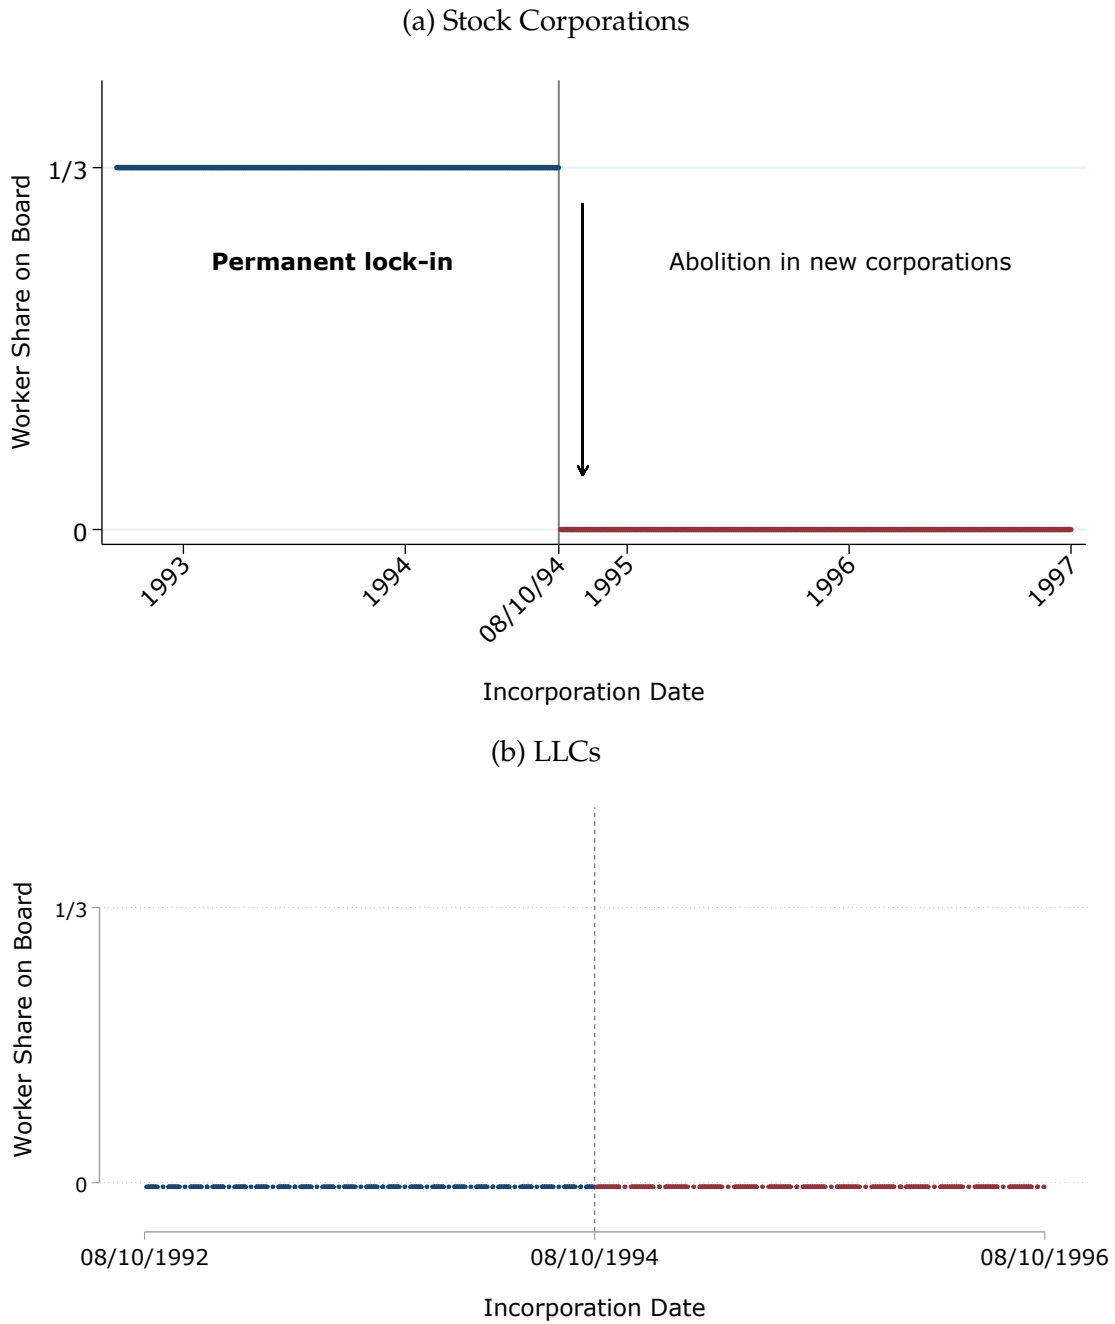 (a) Stock Corporations
Worker Share on Board
1/3
Permanent lock-in
Abolition in new corporations
0
1993
1994
08/10/94
1995
1996
1997
Incorporation Date
(b) LLCs
Worker Share on Board
1/3
0
08/10/1992
08/10/1994
08/10/1996
Incorporation Date